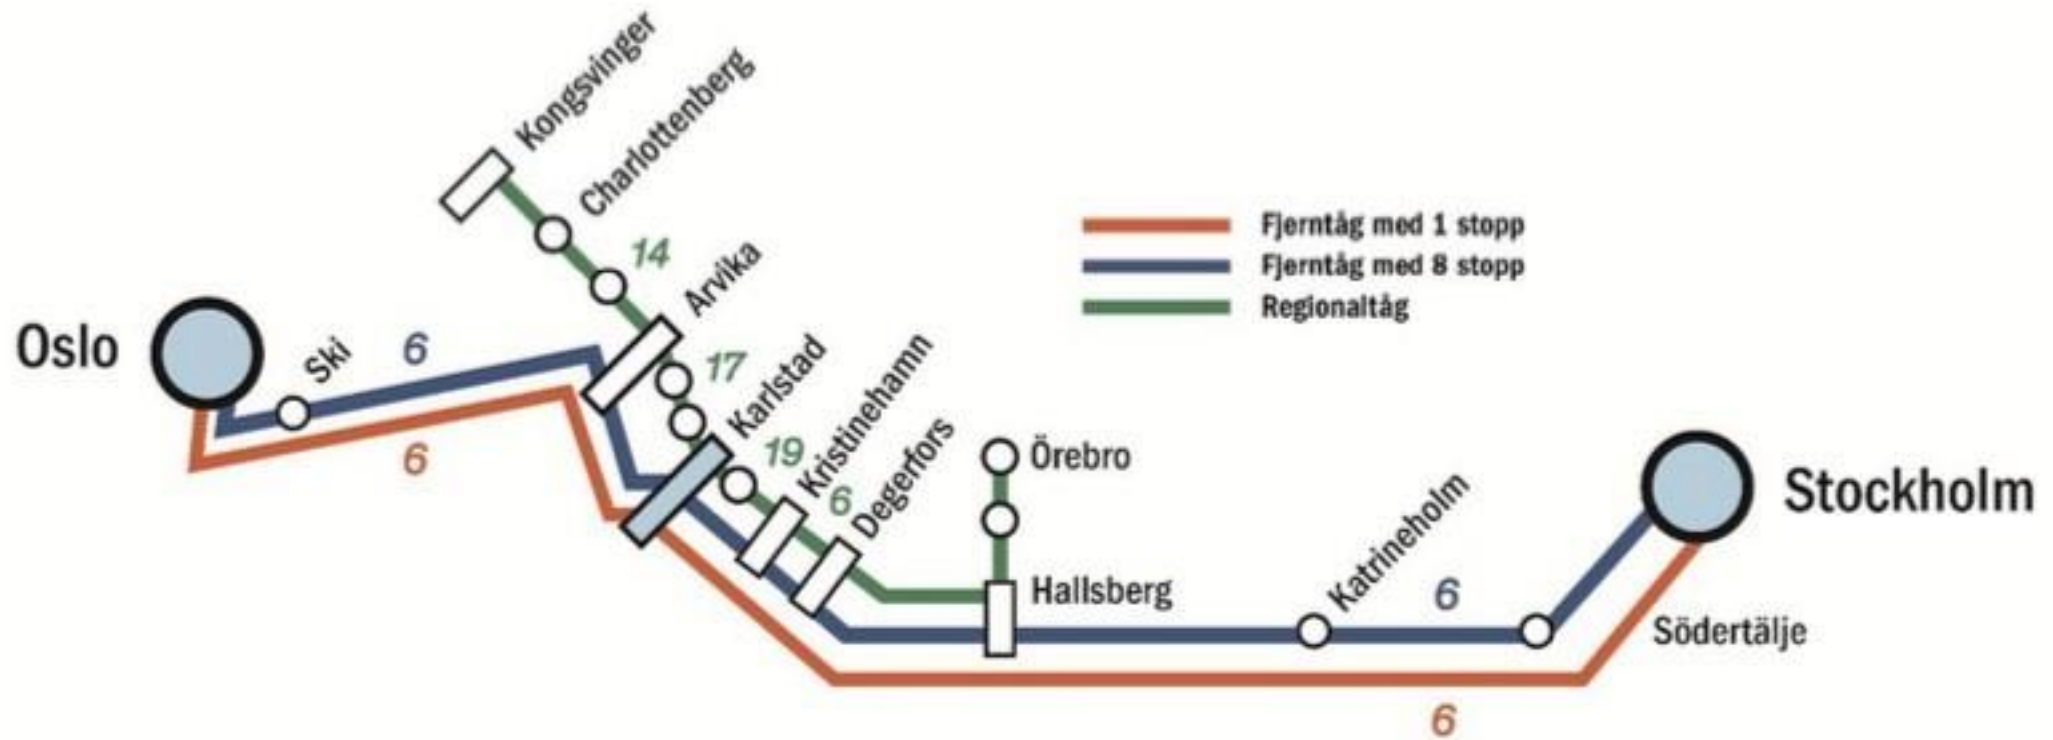 Kongsvinger
Charlottenberg
14
Arvika
Fjerntåg med 1 stopp
Fjerntåg med 8 stopp
Regionaltåg
Oslo
Ski
6
6
17
Karlstad
19
Kristinehamn
6
Degerfors
Örebro
Hallsberg
Katrineholm
6
Stockholm
Södertälje
6